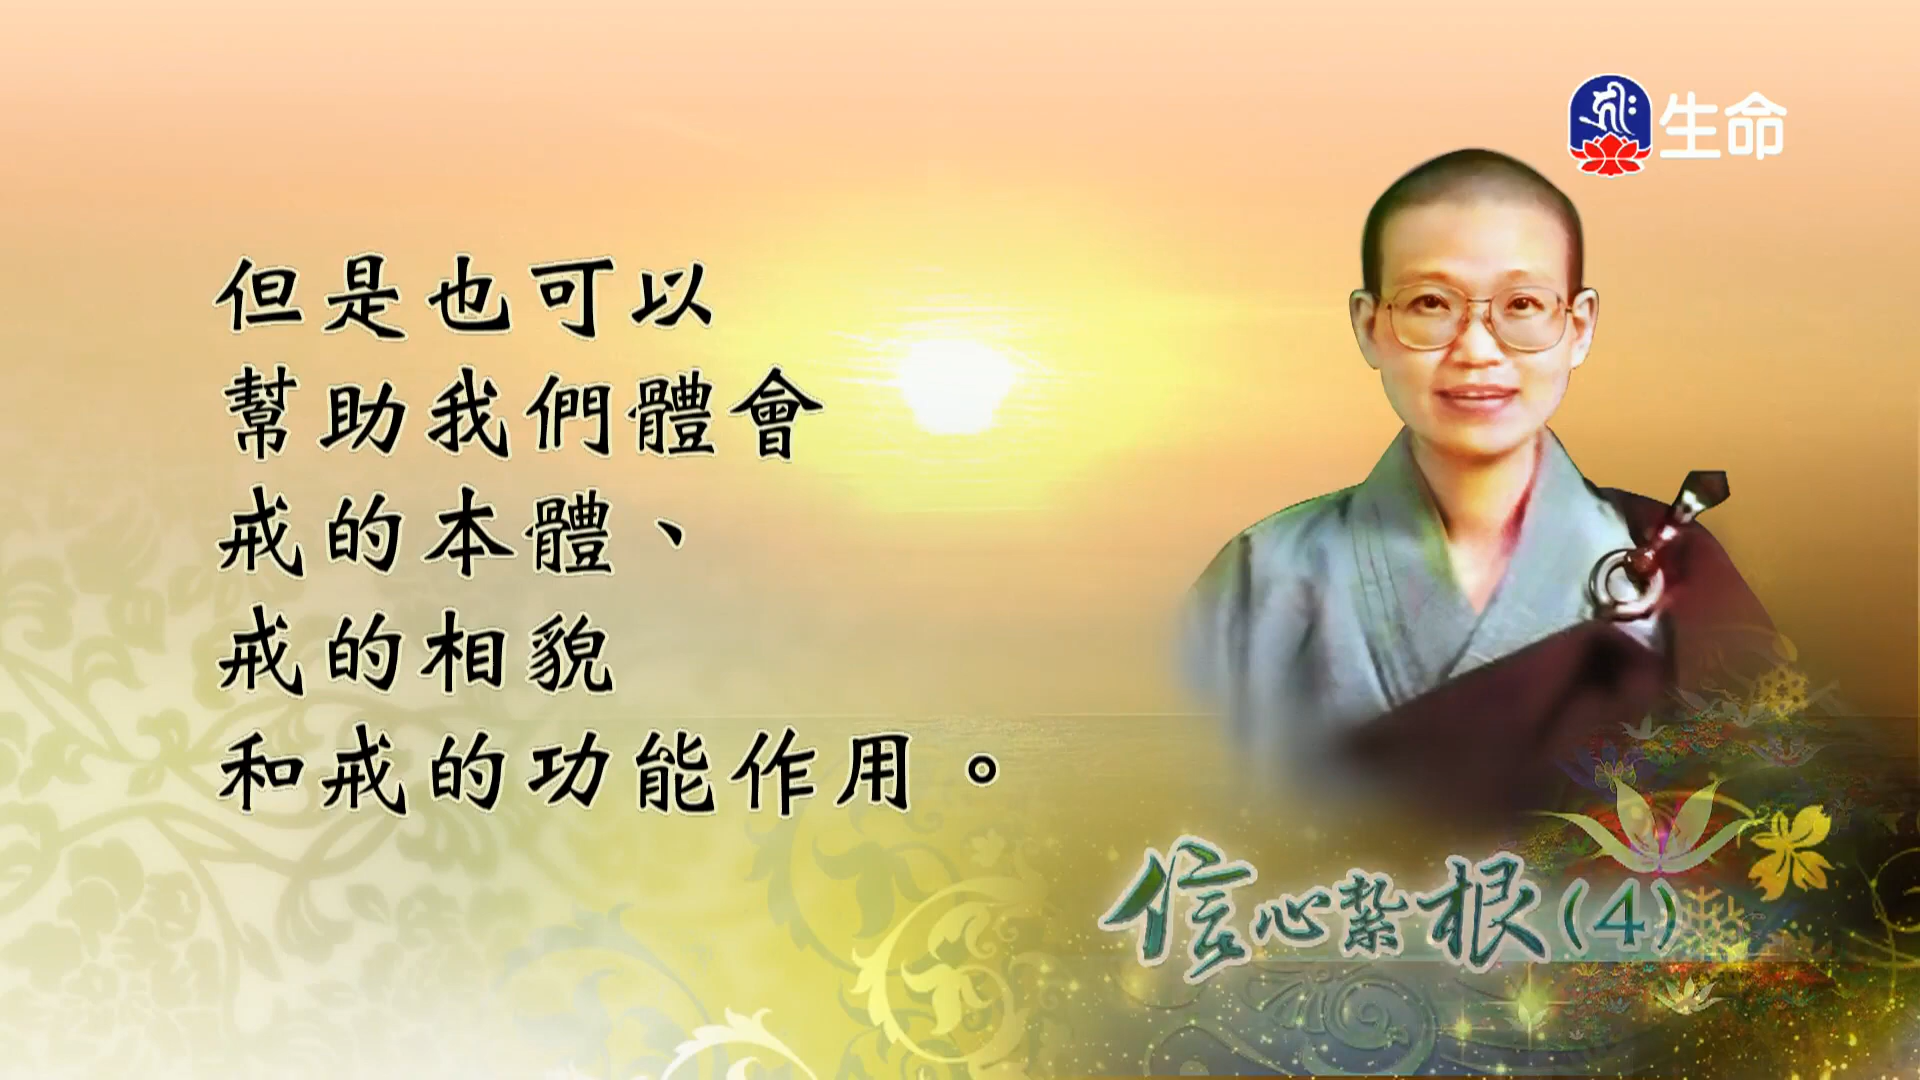 生命
但是也可以
幫助我們體會
戒的本體、
戒的相貌
和戒的功能作用。
信心紮根(4)